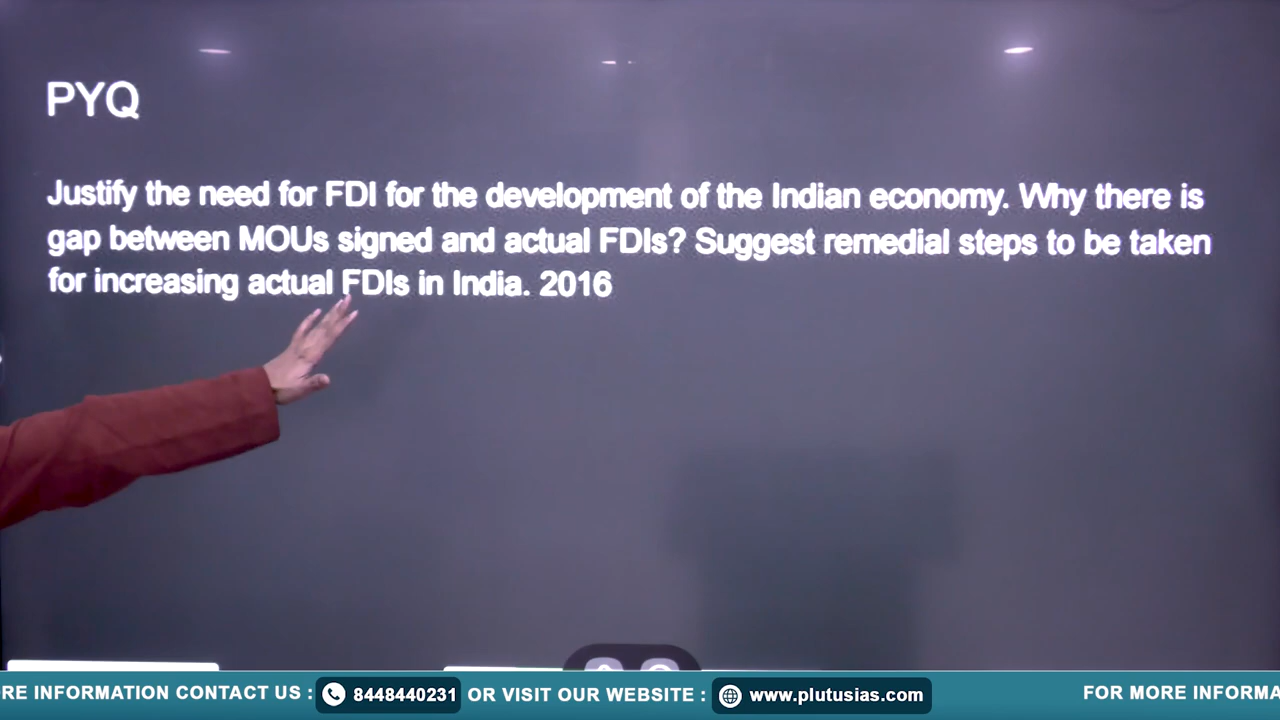 PYQ
Justify the need for FDI for the development of the Indian economy. Why there is
gap between MOUs signed and actual FDIs? Suggest remedial steps to be taken
for increasing actual FDIs in India. 2016
RE INFORMATION CONTACT US : 8448440231 OR VISIT OUR WEBSITE : www.plutusias.com FOR MORE INFORMA